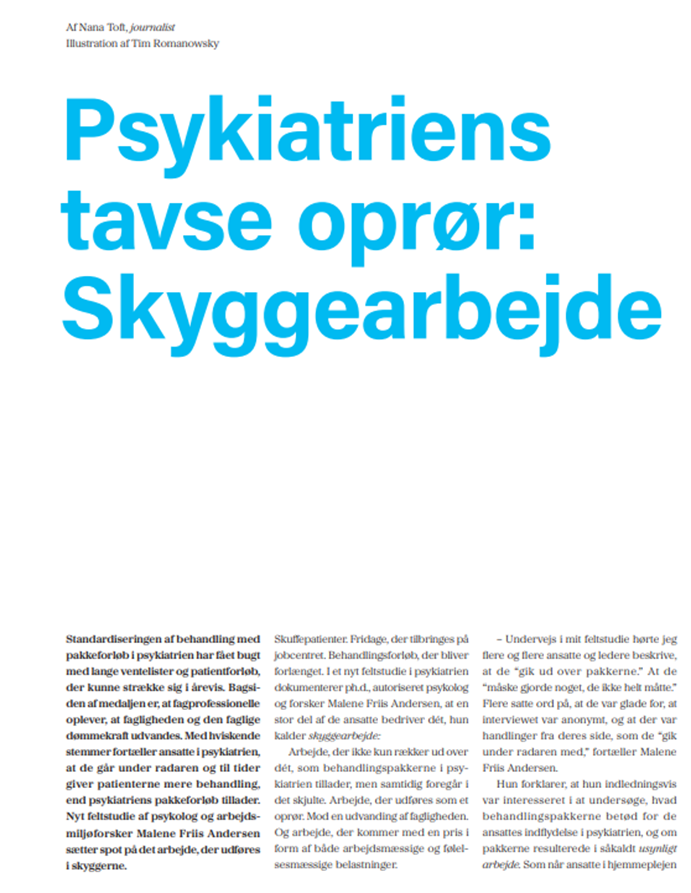 Af Nana Toft, journalist
Illustration af Tim Romanowsky
Psykiatriens
tavse oprør:
Skyggearbejde
Standardiseringen af behandling med
pakkeforløb i psykiatrien har fået bugt
med lange ventelister og patientforløb,
der kunne strække sig i årevis. Bagsi-
den af medaljen er, at fagprofessionelle
oplever, at fagligheden og den faglige
dømmekraft udvandes. Med hviskende
stemmer fortæller ansatte i psykiatrien,
at de går under radaren og til tider
giver patienterne mere behandling,
end psykiatriens pakkeforløb tillader.
Nyt feltstudie af psykolog og arbejds-
miljøforsker Malene Friis Andersen
sætter spot på det arbejde, der udføres
i skyggerne.
Skuffepatienter. Fridage, der tilbringes på
jobcentret. Behandlingsforløb, der bliver
forlænget. I et nyt feltstudie i psykiatrien
dokumenterer ph.d., autoriseret psykolog
og forsker Malene Friis Andersen, at en
stor del af de ansatte bedriver dét, hun
kalder skyggearbejde:
Arbejde, der ikke kun rækker ud over
dét, som behandlingspakkerne i psy-
kiatrien tillader, men samtidig foregår i
det skjulte. Arbejde, der udføres som et
oprør. Mod en udvanding af fagligheden.
Og arbejde, der kommer med en pris i
form af både arbejdsmæssige og følel-
sesmæssige belastninger.
– Undervejs i mit feltstudie hørte jeg
flere og flere ansatte og ledere beskrive,
at de “gik ud over pakkerne.” At de
“måske gjorde noget, de ikke helt måtte.”
Flere satte ord på, at de var glade for, at
interviewet var anonymt, og at der var
handlinger fra deres side, som de “gik
under radaren med,” fortæller Malene
Friis Andersen.
Hun forklarer, at hun indledningsvis
var interesseret i at undersøge, hvad
behandlingspakkerne betød for de
ansattes indflydelse i psykiatrien, og om
pakkerne resulterede i såkaldt usynligt
arbejde. Som når ansatte i hjemmeplejen